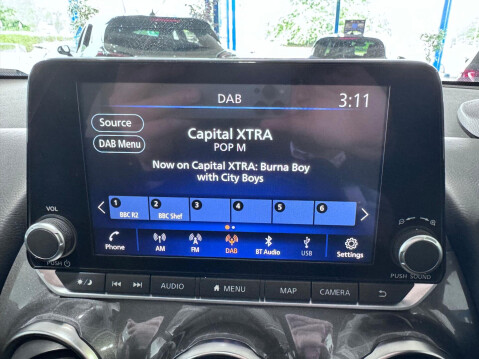 DAB
3:11
Source
Capital XTRA
DAB Menu
POP M
Now on Capital XTRA: Burna Boy
with City Boys
1 2 3 4 5 6
BBC R2 BBC Shef
Phone AM FM DAB BT Audio USB Settings
VOL
PUSH
PUSH SOUND
AUDIO MENU MAP CAMERA